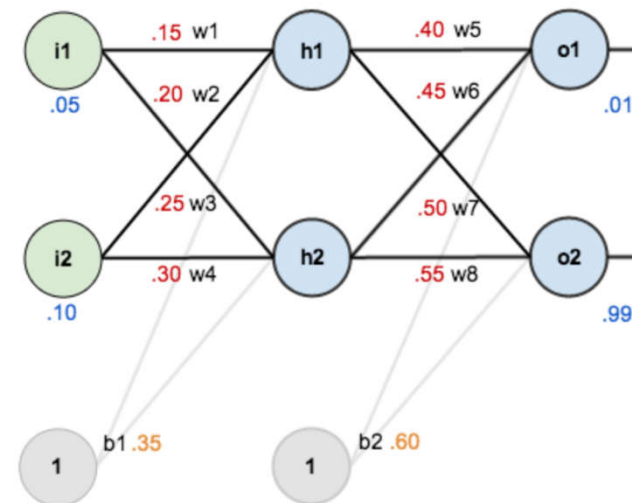 .15 w1
i1
h1
.40 w5
o1
.05
.20 w2
.45 w6
.01
.25 w3
.50 w7
i2
.30 w4
h2
.55 w8
o2
.10
.99
1
b1 .35
1
b2 .60